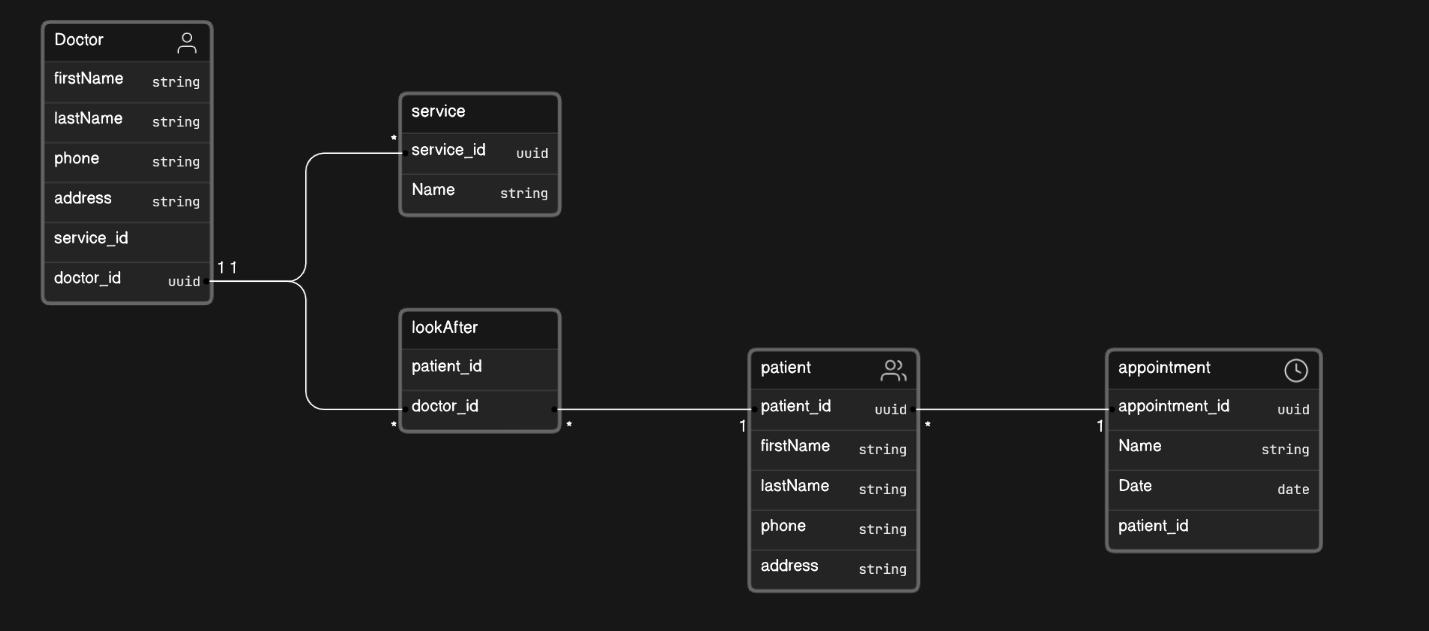 Doctor
firstName string
lastName string
phone string
address string
service_id
doctor_id uuid
1 1
service
*
service_id uuid
Name string
lookAfter
patient_id
doctor_id
* *
patient
1
patient_id uuid
firstName string
lastName string
phone string
address string
*
appointment
1
appointment_id uuid
Name string
Date date
patient_id